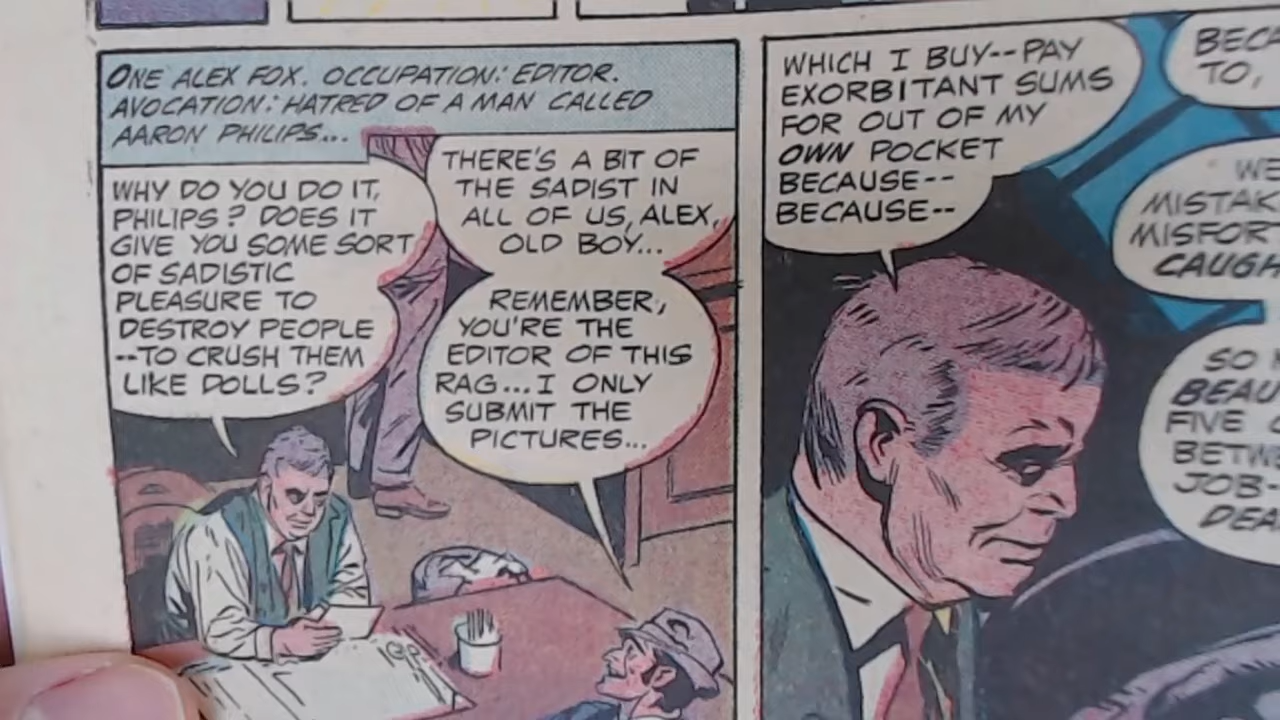 ONE ALEX FOX. OCCUPATION: EDITOR.
AVOCATION: HATRED OF A MAN CALLED
AARON PHILIPS...
WHY DO YOU DO IT,
PHILIPS? DOES IT
GIVE YOU SOME SORT
OF SADISTIC
PLEASURE TO
DESTROY PEOPLE
--TO CRUSH THEM
LIKE DOLLS?
THERE'S A BIT OF
THE SADIST IN
ALL OF US, ALEX,
OLD BOY...
REMEMBER,
YOU'RE THE
EDITOR OF THIS
RAG...I ONLY
SUBMIT THE
PICTURES...
WHICH I BUY--PAY
EXORBITANT SUMS
FOR OUT OF MY
OWN POCKET
BECAUSE--
BECAUSE--
TO,
FIVE
JOB-